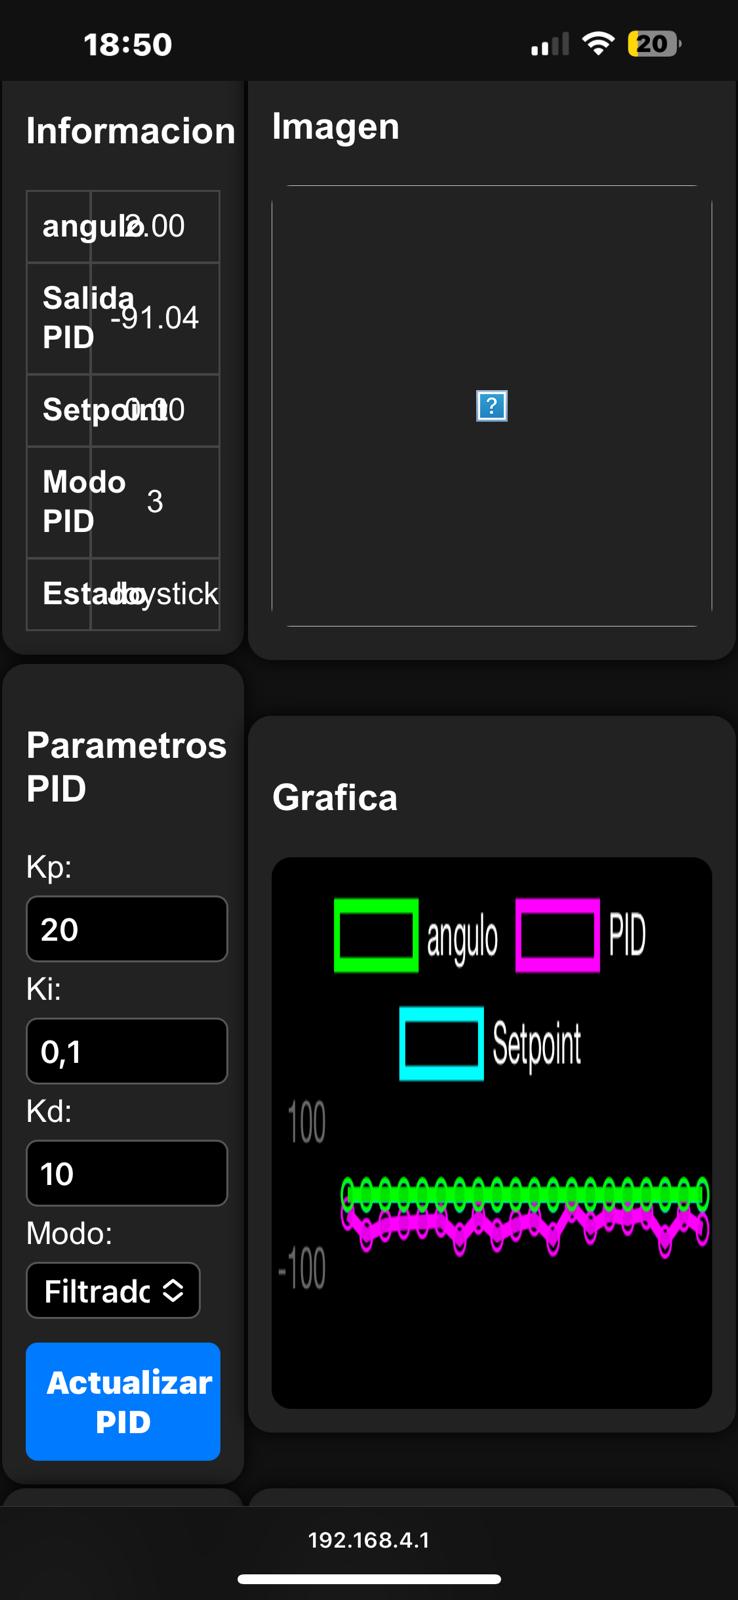 18:50
20
Informacion
angulo 2.00
Salida
PID
-91.04
Setpoint 0.00
Modo
PID
3
Estado Joystick
Imagen
?
Parametros
PID
Kp:
20
Ki:
0,1
Kd:
10
Modo:
Filtrado
Actualizar
PID
Grafica
angulo PID
Setpoint
100
-100
192.168.4.1